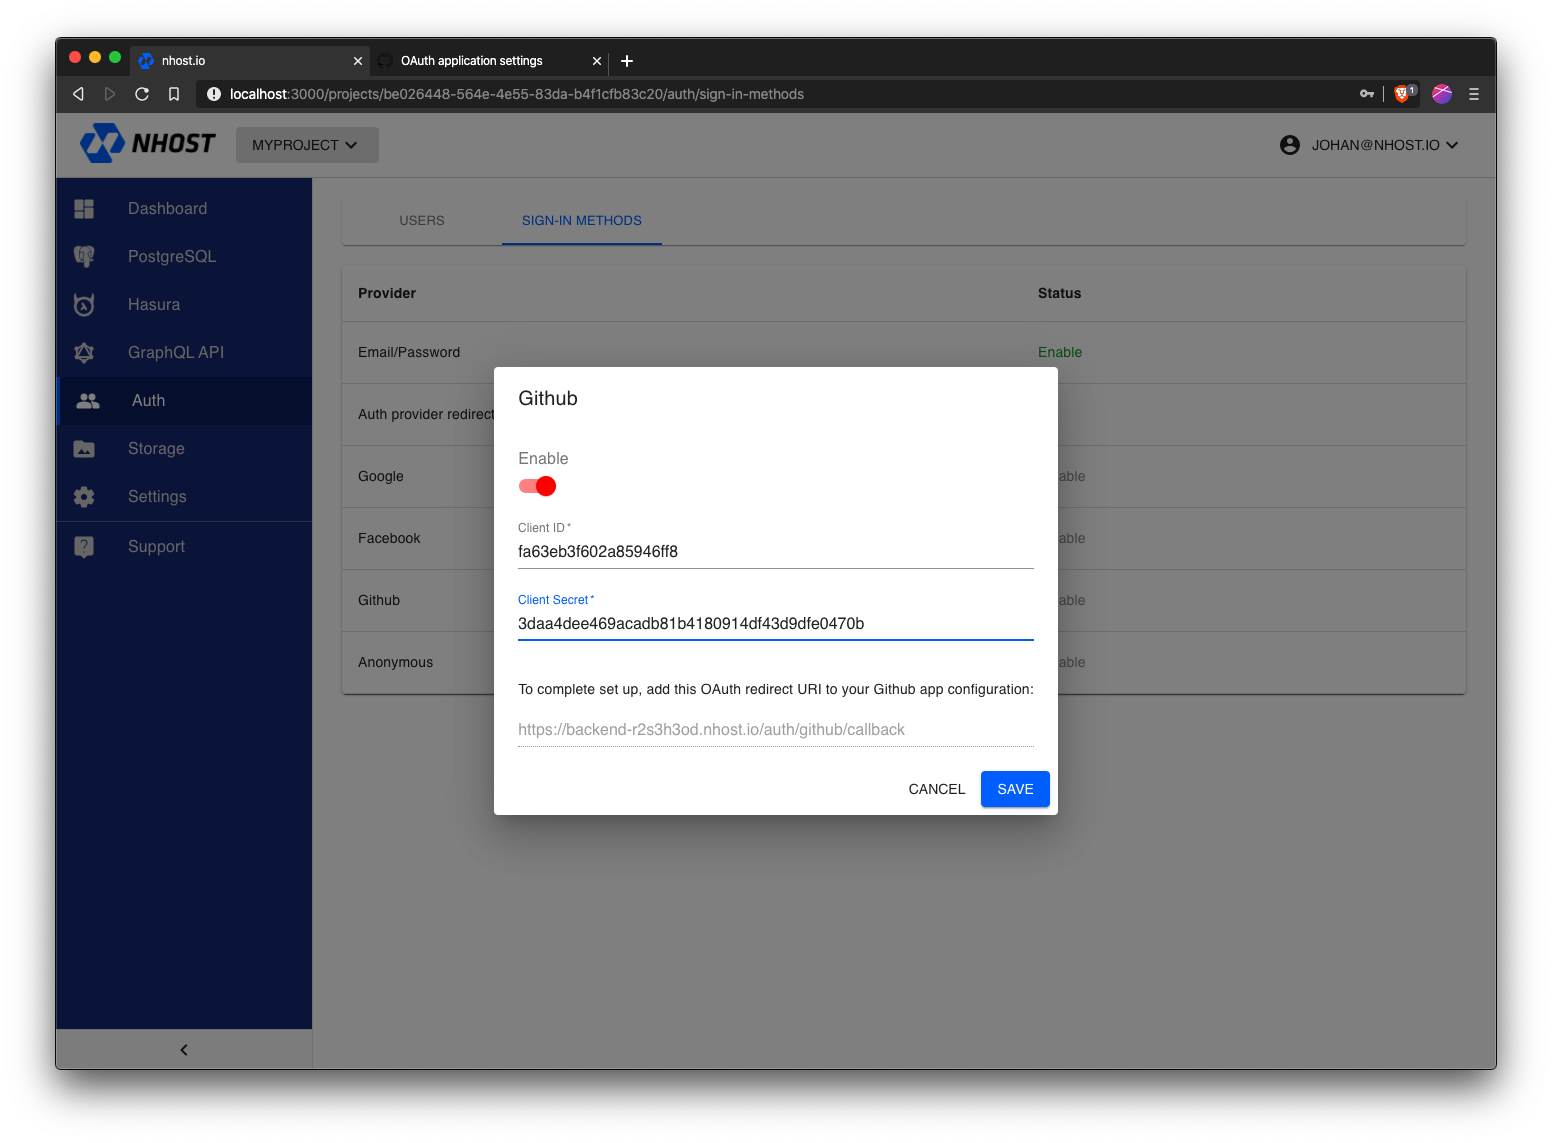 nhost.io
OAuth application settings
localhost:3000/projects/be026448-564e-4e55-83da-b4f1cfb83c20/auth/sign-in-methods
1
NHOST
MYPROJECT
JOHAN@NHOST.IO
Dashboard
PostgreSQL
Hasura
GraphQL API
Auth
Storage
Settings
Support
USERS
SIGN-IN METHODS
Provider
Status
Email/Password
Enable
Auth provider redirect
Google
able
Facebook
able
Github
able
Anonymous
able
Github
Enable
Client ID *
fa63eb3f602a85946ff8
Client Secret *
3daa4dee469acadb81b4180914df43d9dfe0470b
To complete set up, add this OAuth redirect URI to your Github app configuration:
https://backend-r2s3h3od.nhost.io/auth/github/callback
CANCEL
SAVE